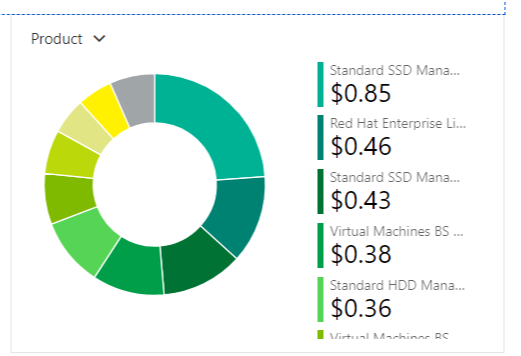 Product
Standard SSD Mana...
$0.85
Red Hat Enterprise Li...
$0.46
Standard SSD Mana...
$0.43
Virtual Machines BS ...
$0.38
Standard HDD Mana...
$0.36
Virtual Machines BS